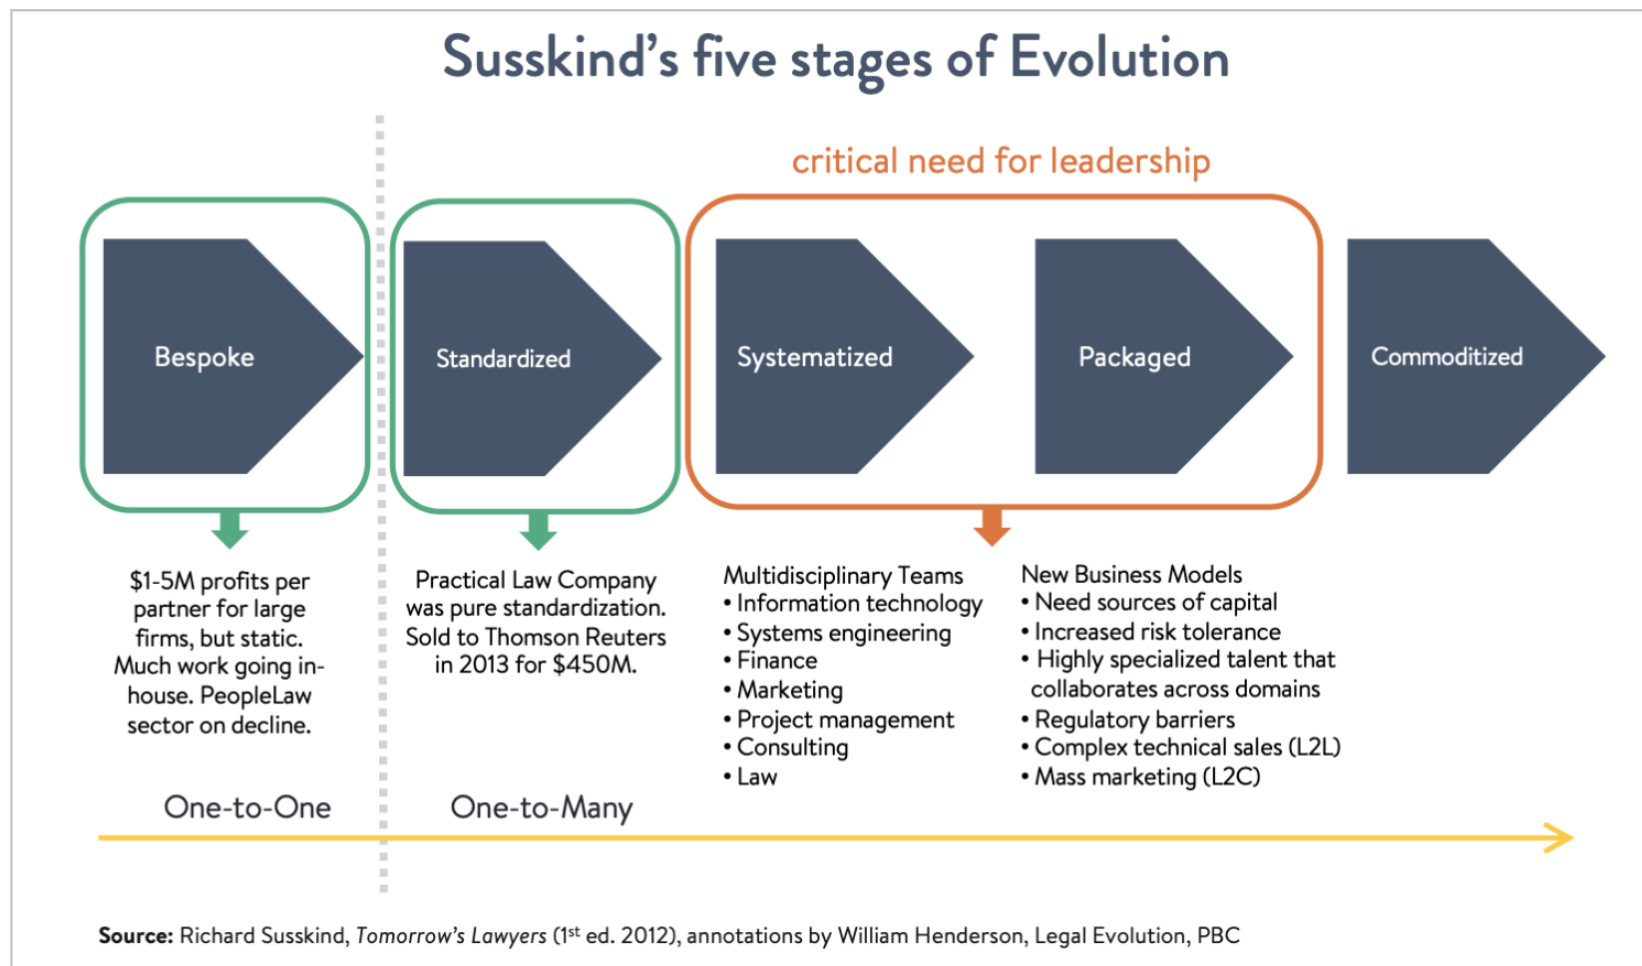 Susskind’s five stages of Evolution
critical need for leadership
Bespoke
Standardized
Systematized
Packaged
Commoditized
$1-5M profits per
partner for large
firms, but static.
Much work going in-
house. PeopleLaw
sector on decline.
Practical Law Company
was pure standardization.
Sold to Thomson Reuters
in 2013 for $450M.
Multidisciplinary Teams
• Information technology
• Systems engineering
• Finance
• Marketing
• Project management
• Consulting
• Law
New Business Models
• Need sources of capital
• Increased risk tolerance
• Highly specialized talent that
collaborates across domains
• Regulatory barriers
• Complex technical sales (L2L)
• Mass marketing (L2C)
One-to-One
One-to-Many
Source: Richard Susskind, Tomorrow’s Lawyers (1st ed. 2012), annotations by William Henderson, Legal Evolution, PBC